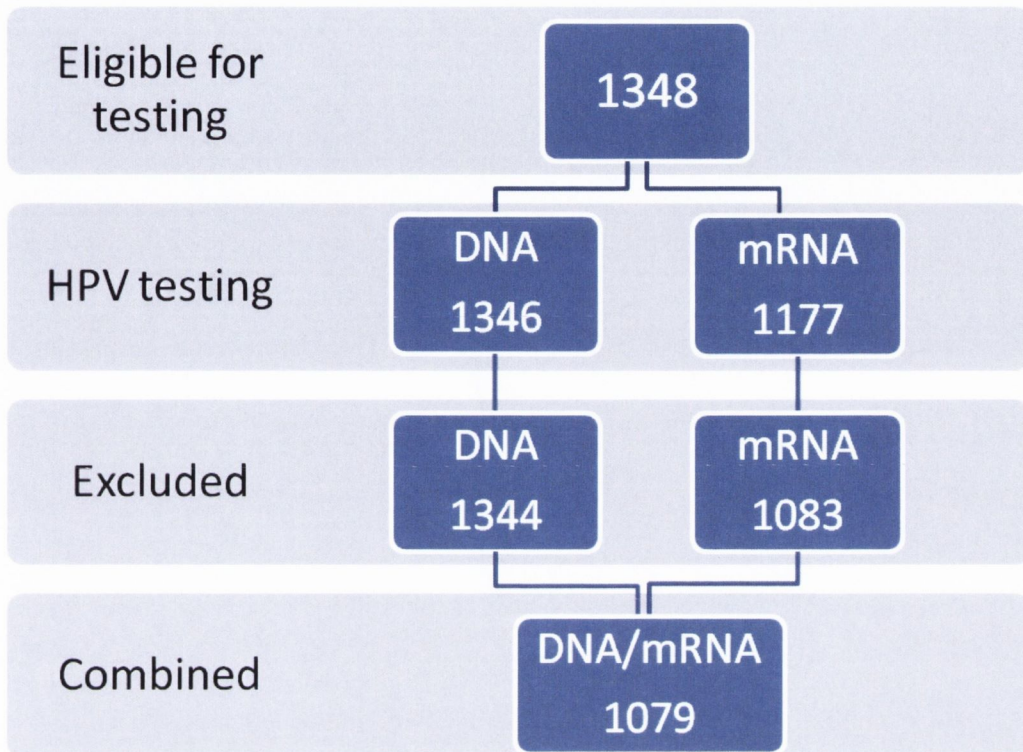 Eligible for
testing
1348
HPV testing
DNA
1346
mRNA
1177
Excluded
DNA
1344
mRNA
1083
Combined
DNA/mRNA
1079